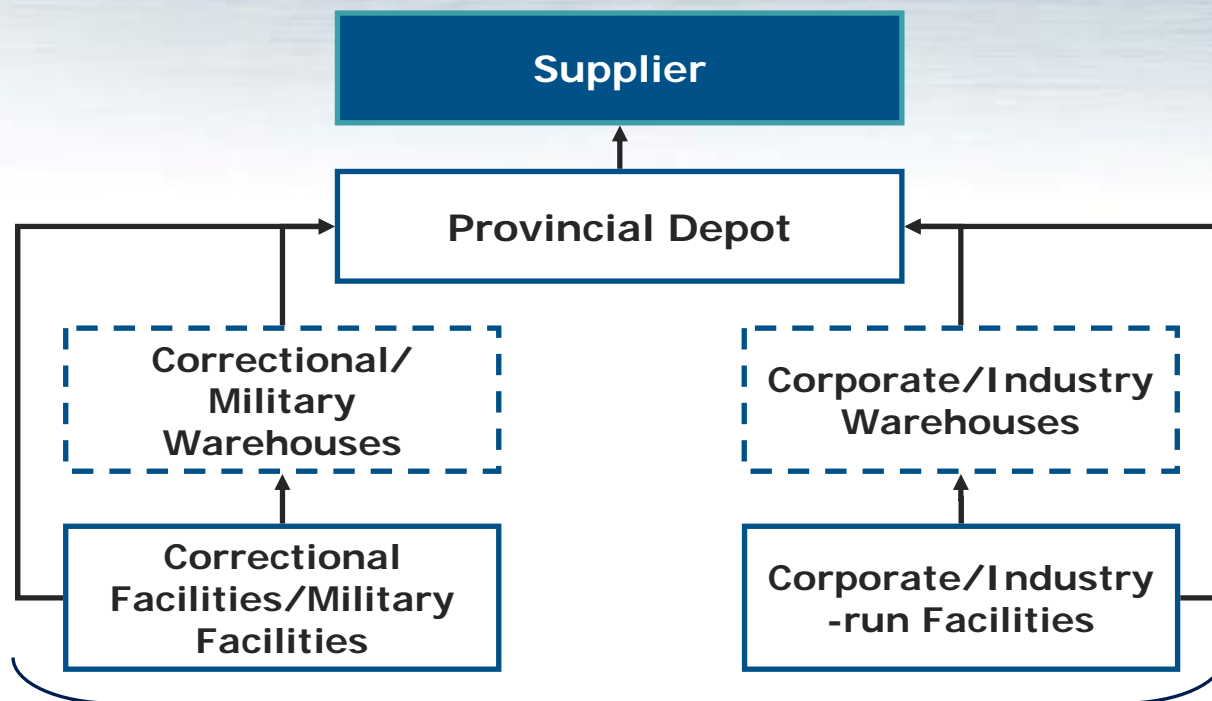 Supplier
Provincial Depot
Correctional/
Military
Warehouses
Corporate/Industry
Warehouses
Correctional
Facilities/Military
Facilities
Corporate/Industry
-run Facilities